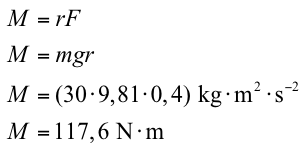 M = rF
M = mgr
M = (30·9,81·0,4) kg·m²·s⁻²
M = 117,6 N·m